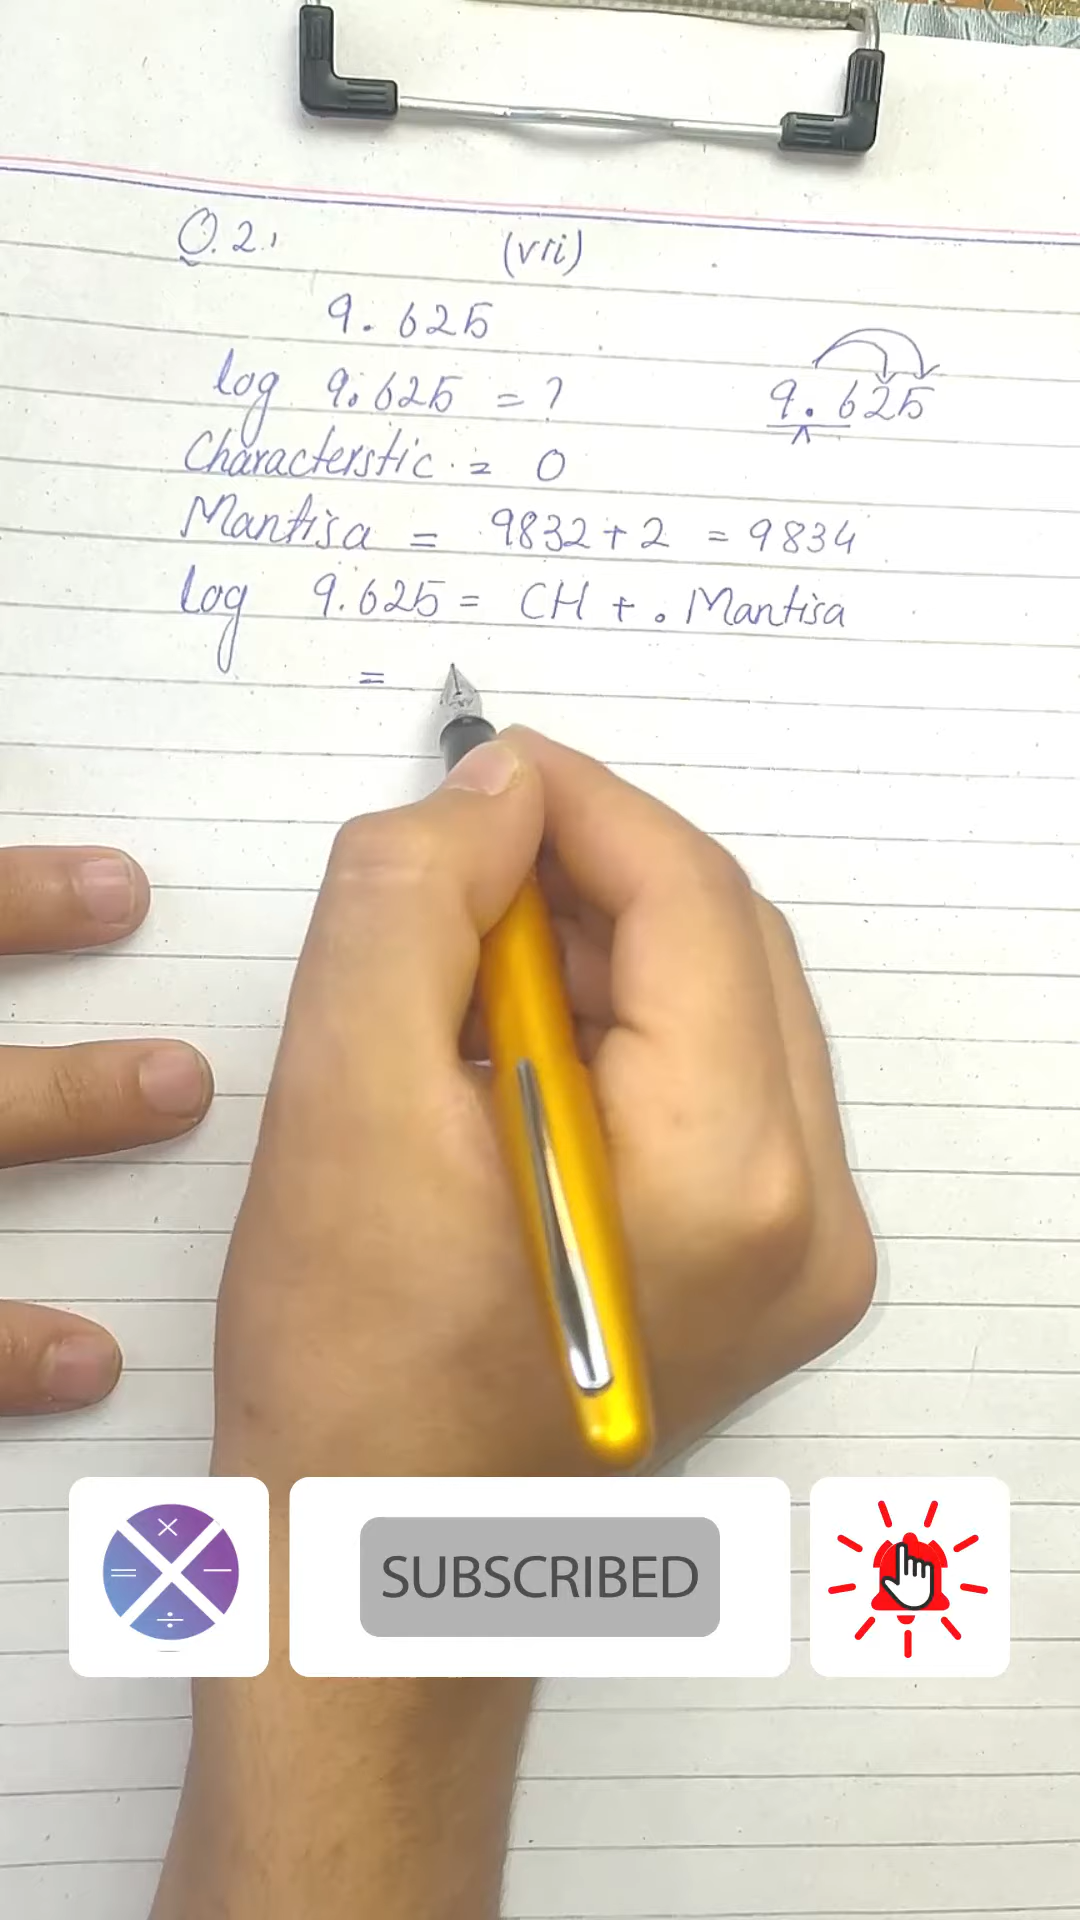 Q.2. (vii)
9.625
log 9.625 = ?
9.625
Characterstic = 0
Mantisa = 9832 + 2 = 9834
log 9.625 = CH + . Mantisa
=
SUBSCRIBED